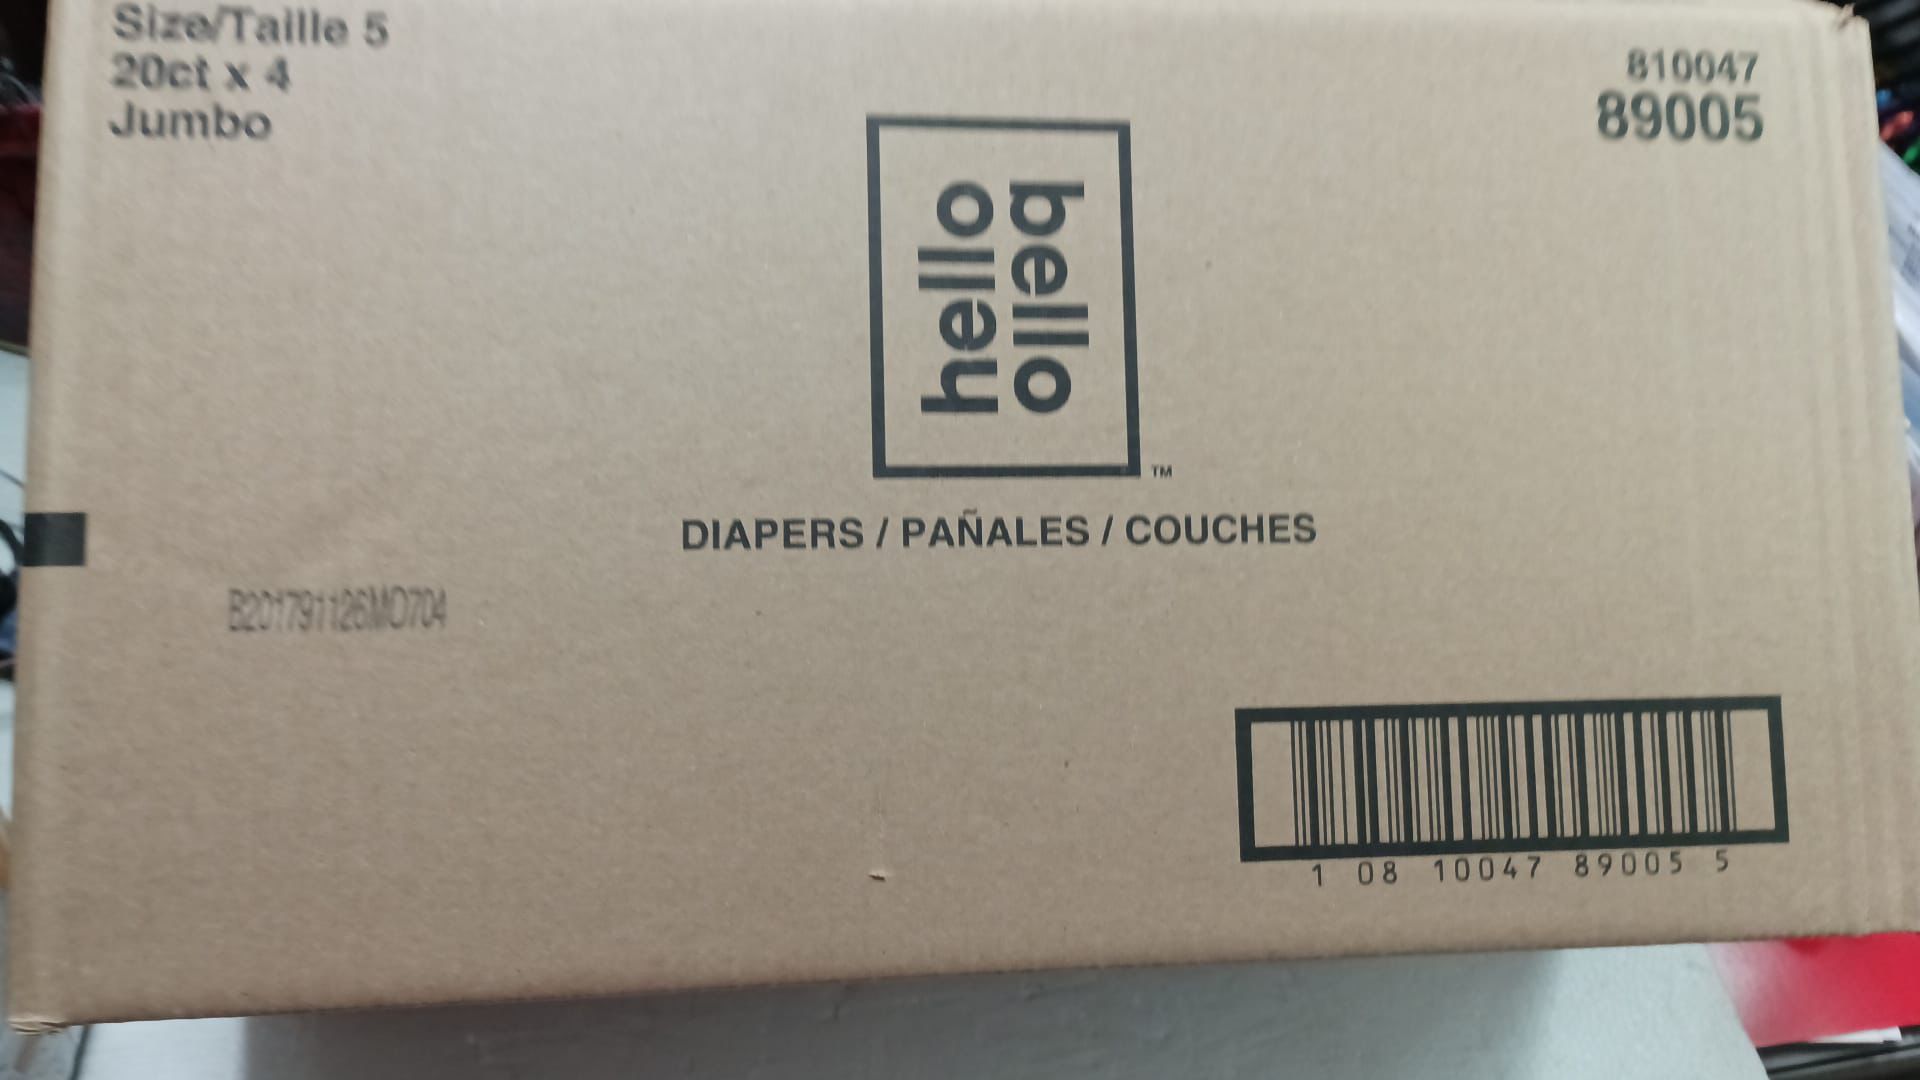 Size/Taille 5
20ct x 4
Jumbo
810047
89005
hello
bello
TM
DIAPERS / PAÑALES / COUCHES
B201791126MO704
1 08 10047 89005 5